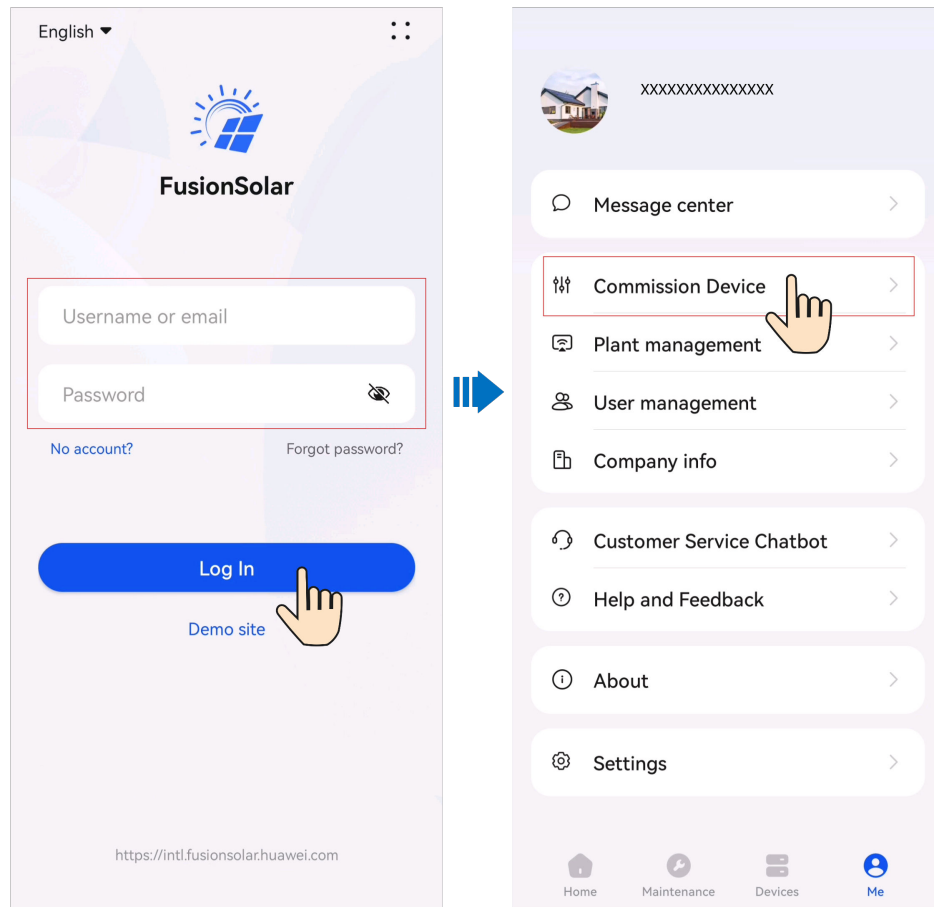 English
FusionSolar
Username or email
Password
No account? Forgot password?
Log In
Demo site
https://intl.fusionsolar.huawei.com
xxxxxxxxxxxxxxx
Message center
Commission Device
Plant management
User management
Company info
Customer Service Chatbot
Help and Feedback
About
Settings
Home Maintenance Devices Me